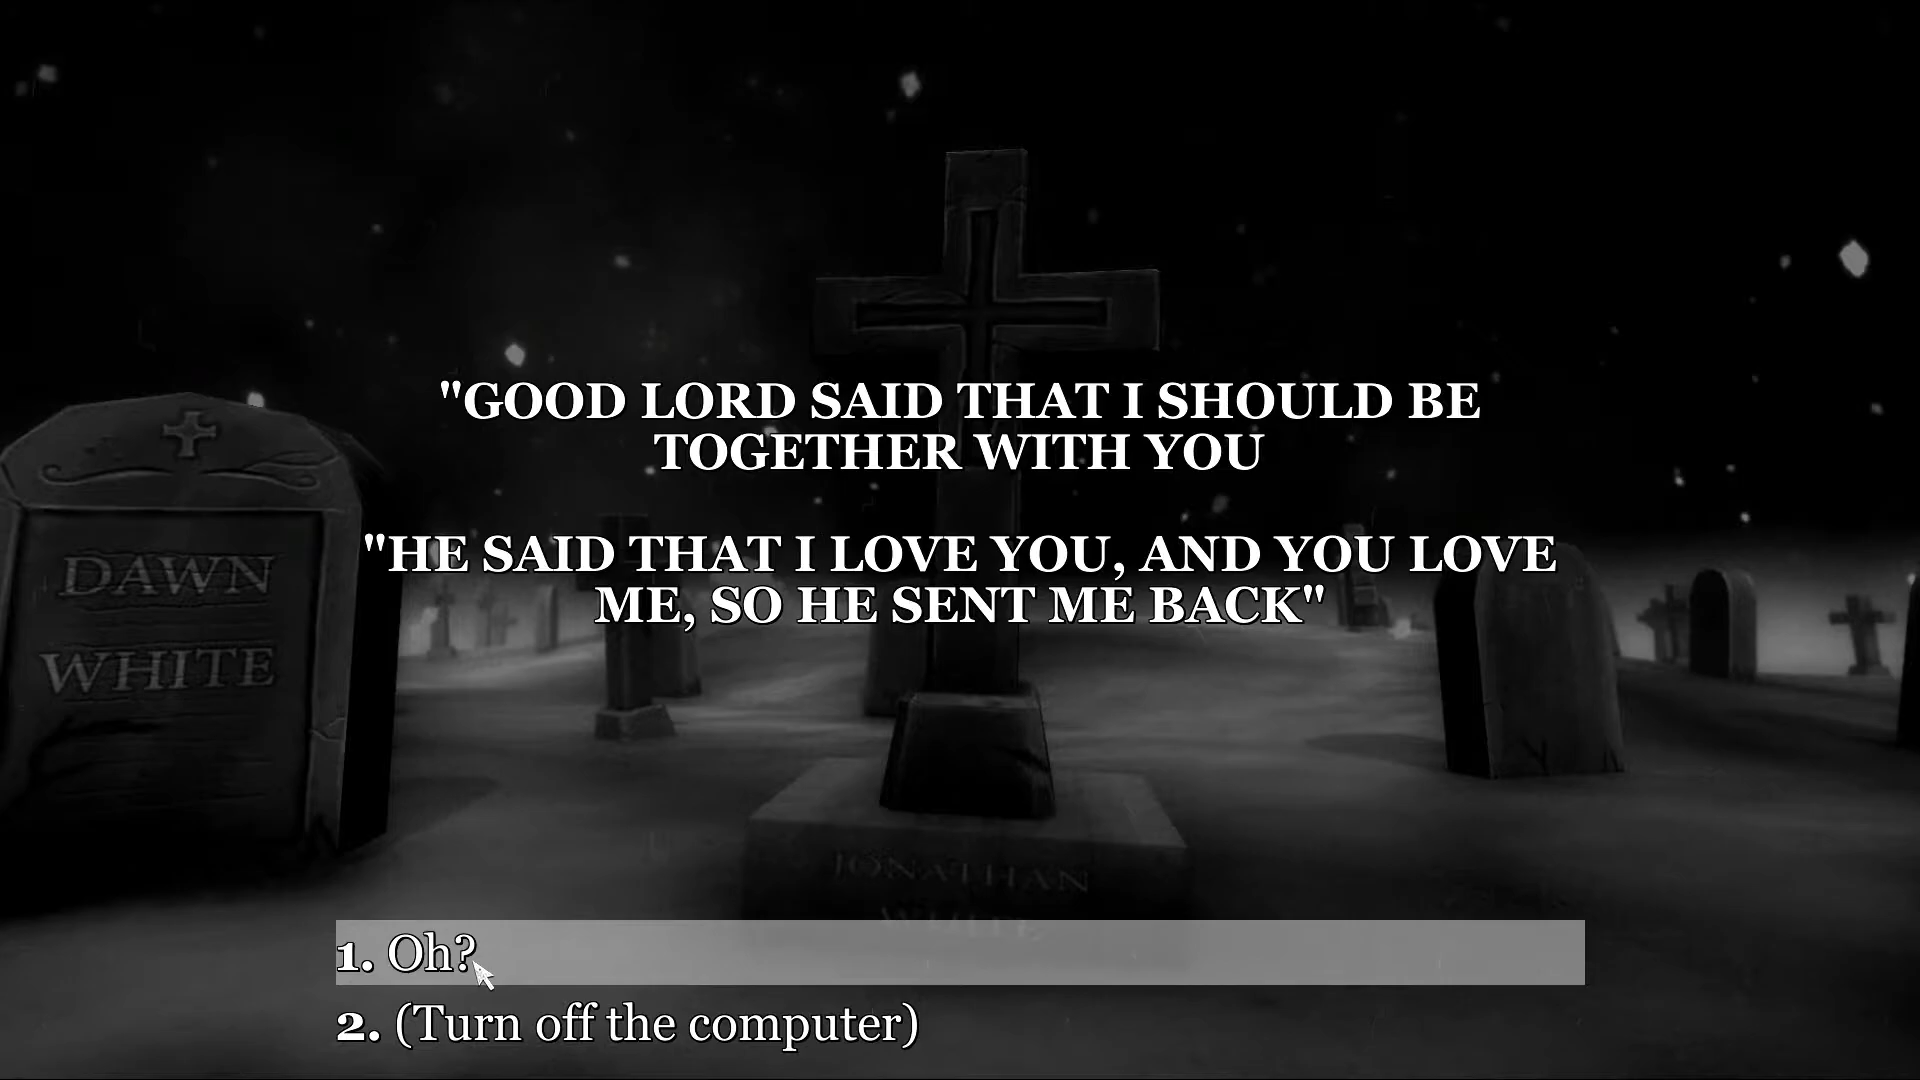 "GOOD LORD SAID THAT I SHOULD BE
TOGETHER WITH YOU
"HE SAID THAT I LOVE YOU, AND YOU LOVE
ME, SO HE SENT ME BACK"
DAWN
WHITE
JONATHAN
WHITE
1. Oh?
2. (Turn off the computer)